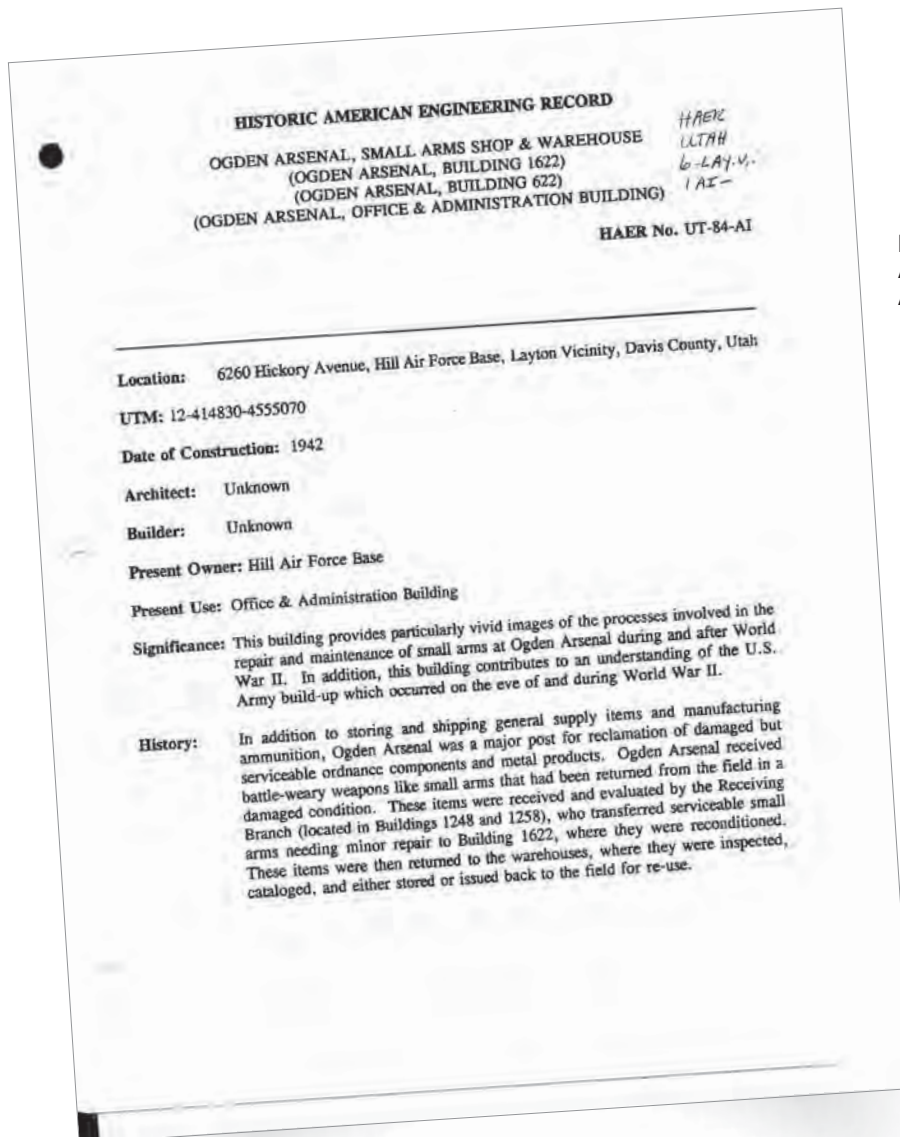 HISTORIC AMERICAN ENGINEERING RECORD
OGDEN ARSENAL, SMALL ARMS SHOP & WAREHOUSE
(OGDEN ARSENAL, BUILDING 1622)
(OGDEN ARSENAL, BUILDING 622)
(OGDEN ARSENAL, OFFICE & ADMINISTRATION BUILDING)
HAER
UTAH
6-LAY.V,.
1 AI-
HAER No. UT-84-AI
Location: 6260 Hickory Avenue, Hill Air Force Base, Layton Vicinity, Davis County, Utah
UTM: 12-414830-4555070
Date of Construction: 1942
Architect: Unknown
Builder: Unknown
Present Owner: Hill Air Force Base
Present Use: Office & Administration Building
Significance: This building provides particularly vivid images of the processes involved in the
repair and maintenance of small arms at Ogden Arsenal during and after World
War II. In addition, this building contributes to an understanding of the U.S.
Army build-up which occurred on the eve of and during World War II.
History: In addition to storing and shipping general supply items and manufacturing
ammunition, Ogden Arsenal was a major post for reclamation of damaged but
serviceable ordnance components and metal products. Ogden Arsenal received
battle-weary weapons like small arms that had been returned from the field in a
damaged condition. These items were received and evaluated by the Receiving
Branch (located in Buildings 1248 and 1258), who transferred serviceable small
arms needing minor repair to Building 1622, where they were reconditioned.
These items were then returned to the warehouses, where they were inspected,
cataloged, and either stored or issued back to the field for re-use.